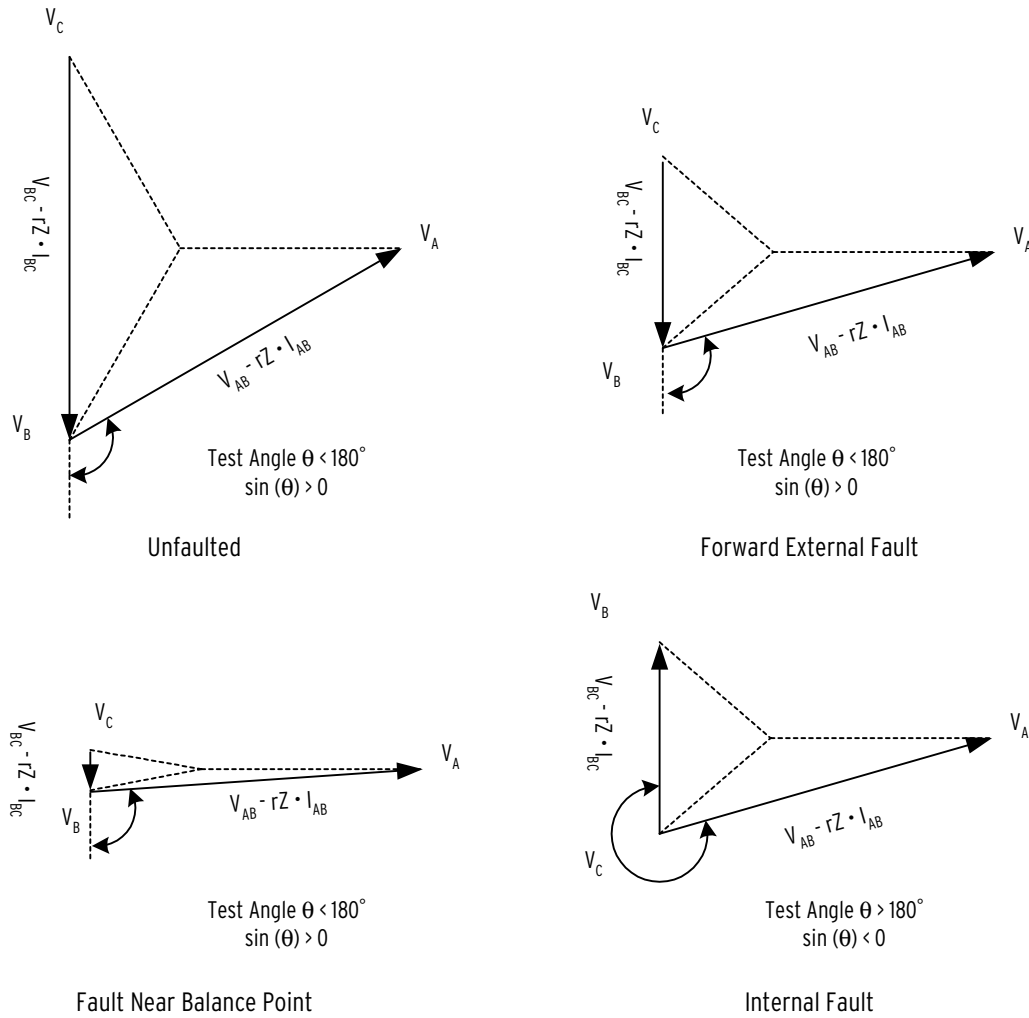 V_C
V_BC - rZ • I_BC
V_A
V_AB - rZ • I_AB
V_B
Test Angle θ < 180°
sin (θ) > 0
Unfaulted
V_C
V_BC - rZ • I_BC
V_A
V_AB - rZ • I_AB
V_B
Test Angle θ < 180°
sin (θ) > 0
Forward External Fault
V_C
V_BC - rZ • I_BC
V_A
V_AB - rZ • I_AB
V_B
Test Angle θ < 180°
sin (θ) > 0
Fault Near Balance Point
V_B
V_BC - rZ • I_BC
V_A
V_AB - rZ • I_AB
V_C
Test Angle θ > 180°
sin (θ) < 0
Internal Fault